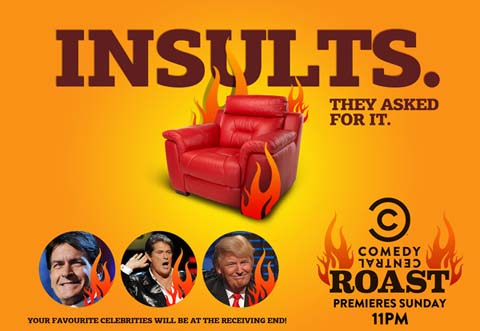 INSULTS.
THEY ASKED
FOR IT.
COMEDY
CENTRAL
ROAST
PREMIERES SUNDAY
11PM
YOUR FAVOURITE CELEBRITIES WILL BE AT THE RECEIVING END!